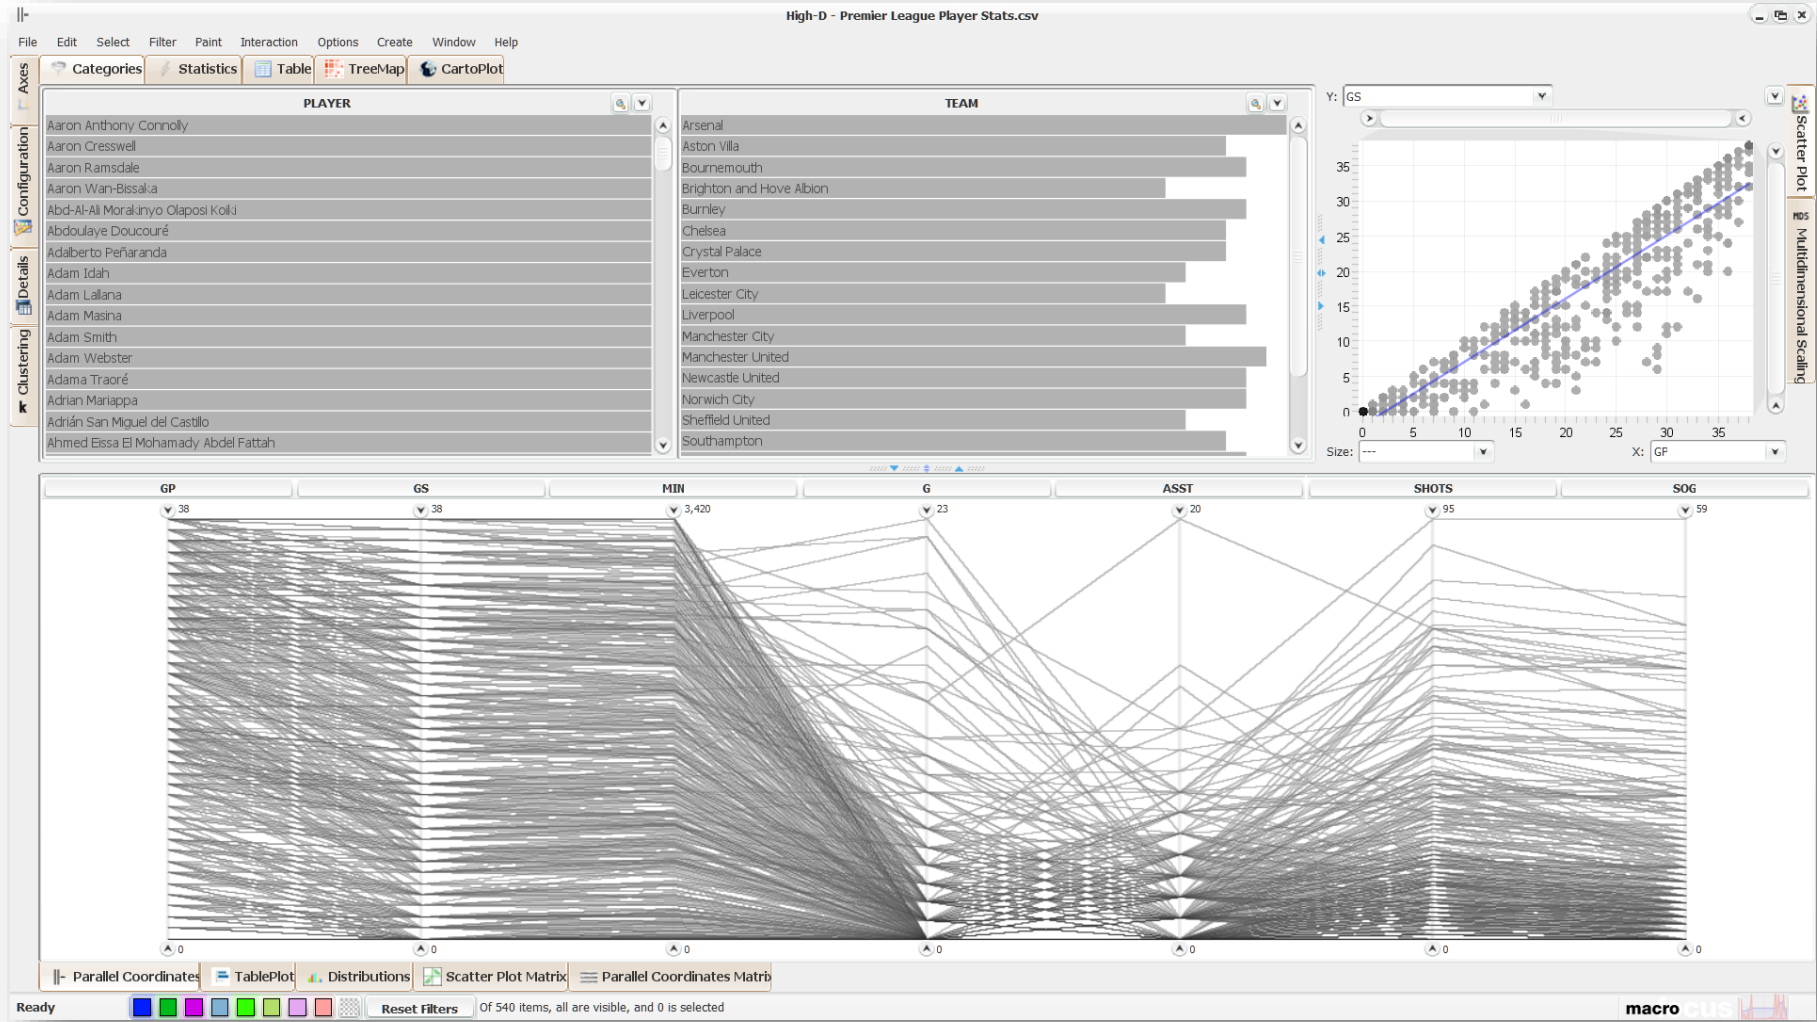 High-D - Premier League Player Stats.csv
File Edit Select Filter Paint Interaction Options Create Window Help
Axes
Configuration
Details
Clustering
k
Categories Statistics Table TreeMap CartoPlot
PLAYER
Aaron Anthony Connolly
Aaron Cresswell
Aaron Ramsdale
Aaron Wan-Bissaka
Abd-Al-Ali Morakinyo Olaposi Koiki
Abdoulaye Doucouré
Adalberto Peñaranda
Adam Idah
Adam Lallana
Adam Masina
Adam Smith
Adam Webster
Adama Traoré
Adrian Mariappa
Adrián San Miguel del Castillo
Ahmed Eissa El Mohamady Abdel Fattah
TEAM
Arsenal
Aston Villa
Bournemouth
Brighton and Hove Albion
Burnley
Chelsea
Crystal Palace
Everton
Leicester City
Liverpool
Manchester City
Manchester United
Newcastle United
Norwich City
Sheffield United
Southampton
Y: GS
35
30
25
20
15
10
5
0
0 5 10 15 20 25 30 35
Size: --- X: GP
Scatter Plot
MDS
Multidimensional Scaling
GP GS MIN G ASST SHOTS SOG
38 38 3,420 23 20 95 59
0 0 0 0 0 0 0
Parallel Coordinates TablePlot Distributions Scatter Plot Matrix Parallel Coordinates Matrix
Ready Reset Filters Of 540 items, all are visible, and 0 is selected
macrocus